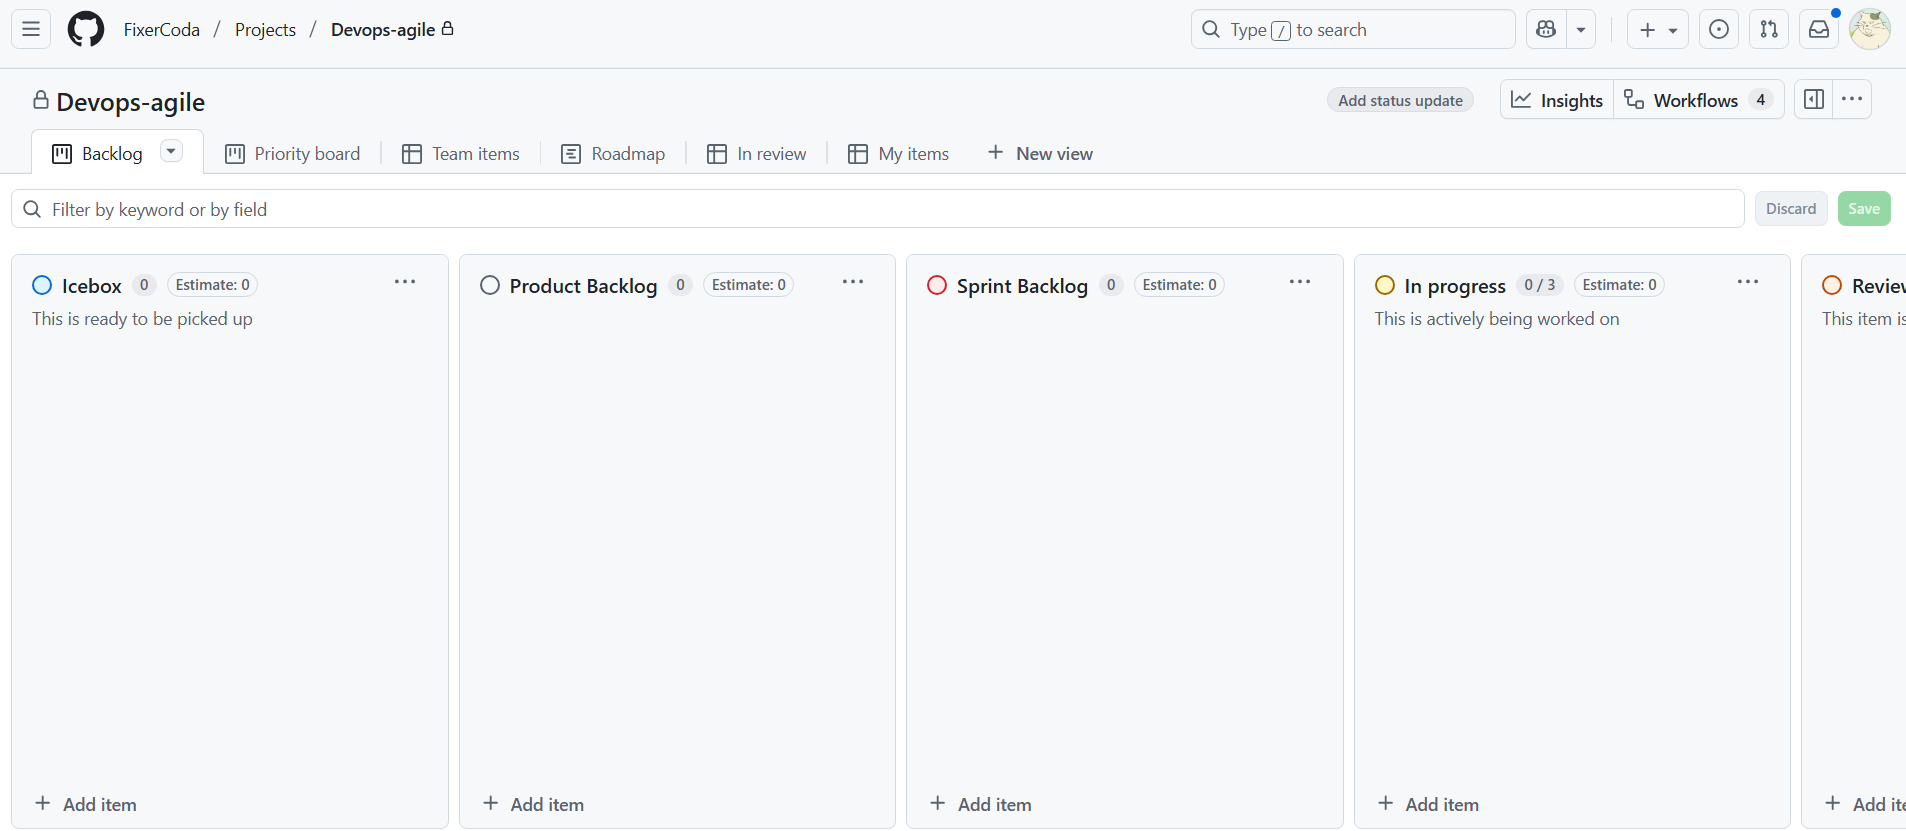 FixerCoda / Projects / Devops-agile
Type / to search
Devops-agile
Add status update
Insights
Workflows 4
Backlog
Priority board
Team items
Roadmap
In review
My items
+ New view
Filter by keyword or by field
Discard
Save
Icebox 0 Estimate: 0
This is ready to be picked up
+ Add item
Product Backlog 0 Estimate: 0
+ Add item
Sprint Backlog 0 Estimate: 0
+ Add item
In progress 0 / 3 Estimate: 0
This is actively being worked on
+ Add item
Review
This item is
+ Add ite